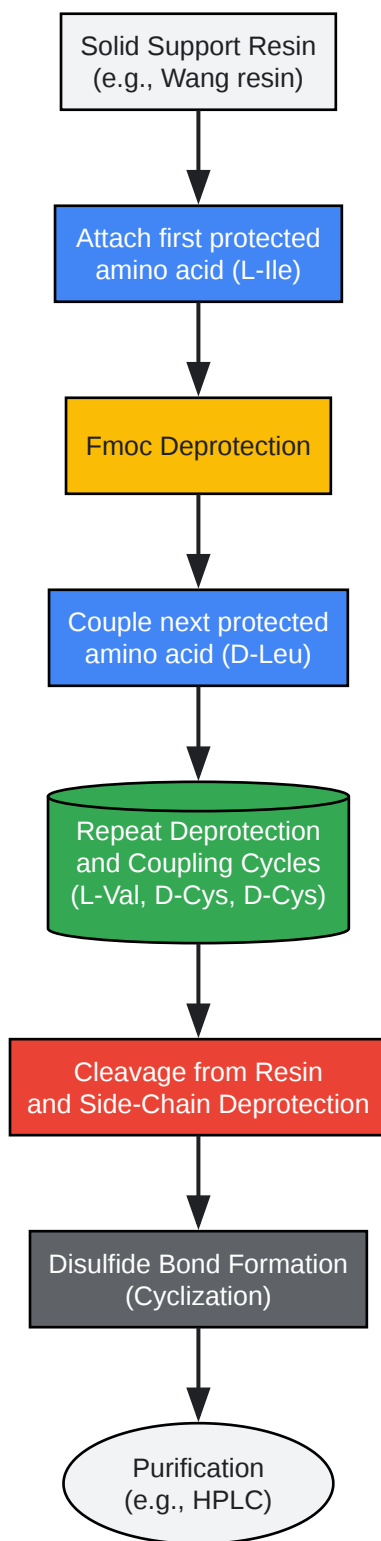 Solid Support Resin
(e.g., Wang resin)
Attach first protected
amino acid (L-Ile)
Fmoc Deprotection
Couple next protected
amino acid (D-Leu)
Repeat Deprotection
and Coupling Cycles
(L-Val, D-Cys, D-Cys)
Cleavage from Resin
and Side-Chain Deprotection
Disulfide Bond Formation
(Cyclization)
Purification
(e.g., HPLC)